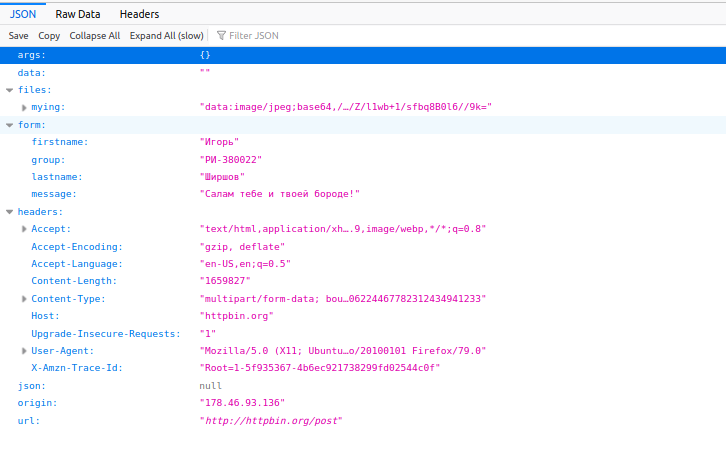 JSON Raw Data Headers
Save Copy Collapse All Expand All (slow) Filter JSON
args: {}
data: ""
files:
mying: "data:image/jpeg;base64,/…/Z/l1wb+1/sfbq8B0l6//9k="
form:
firstname: "Игорь"
group: "РИ-380022"
lastname: "Ширшов"
message: "Салам тебе и твоей бороде!"
headers:
Accept: "text/html,application/xh….9,image/webp,*/*;q=0.8"
Accept-Encoding: "gzip, deflate"
Accept-Language: "en-US,en;q=0.5"
Content-Length: "1659827"
Content-Type: "multipart/form-data; bou…06224467782312434941233"
Host: "httpbin.org"
Upgrade-Insecure-Requests: "1"
User-Agent: "Mozilla/5.0 (X11; Ubuntu…o/20100101 Firefox/79.0"
X-Amzn-Trace-Id: "Root=1-5f935367-4b6ec921738299fd02544c0f"
json: null
origin: "178.46.93.136"
url: "http://httpbin.org/post"